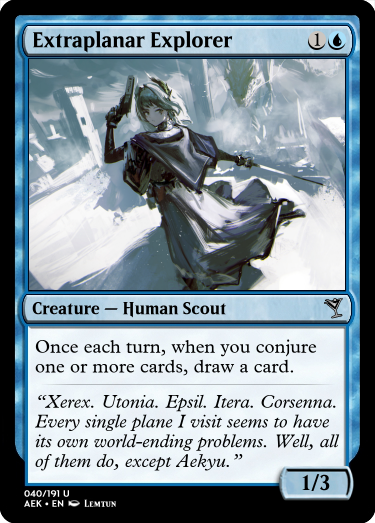 Extraplanar Explorer 1
Creature — Human Scout
Once each turn, when you conjure
one or more cards, draw a card.
“Xerex. Utonia. Epsil. Itera. Corsenna.
Every single plane I visit seems to have
its own world-ending problems. Well, all
of them do, except Aekyu.”
1/3
040/191 U
AEK • EN Lemtun